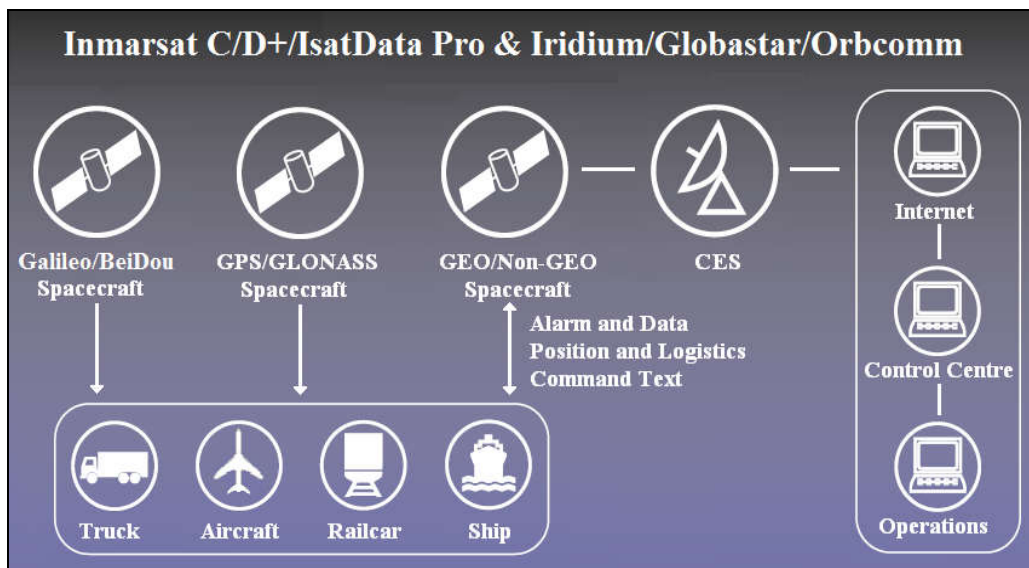 Inmarsat C/D+/IsatData Pro & Iridium/Globastar/Orbcomm
Galileo/BeiDou
Spacecraft
GPS/GLONASS
Spacecraft
GEO/Non-GEO
Spacecraft
CES
Internet
Alarm and Data
Position and Logistics
Command Text
Control Centre
Truck
Aircraft
Railcar
Ship
Operations